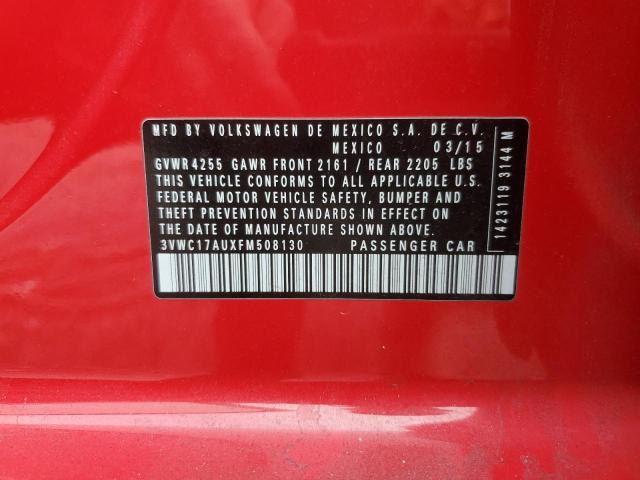 MFD BY VOLKSWAGEN DE MEXICO S.A. DE C.V.
MEXICO 03/15
GVWR 4255 GAWR FRONT 2161 / REAR 2205 LBS
THIS VEHICLE CONFORMS TO ALL APPLICABLE U.S.
FEDERAL MOTOR VEHICLE SAFETY, BUMPER AND
THEFT PREVENTION STANDARDS IN EFFECT ON THE
DATE OF MANUFACTURE SHOWN ABOVE.
3VWC17AUXFM508130 PASSENGER CAR
1423119 3144 M